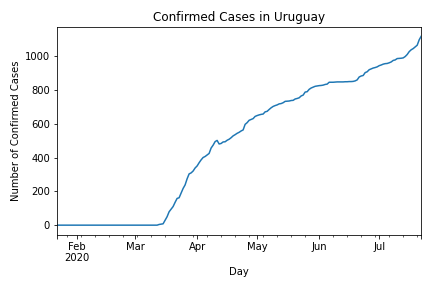 Confirmed Cases in Uruguay
Number of Confirmed Cases
1000
800
600
400
200
0
Feb Mar Apr May Jun Jul
2020
Day